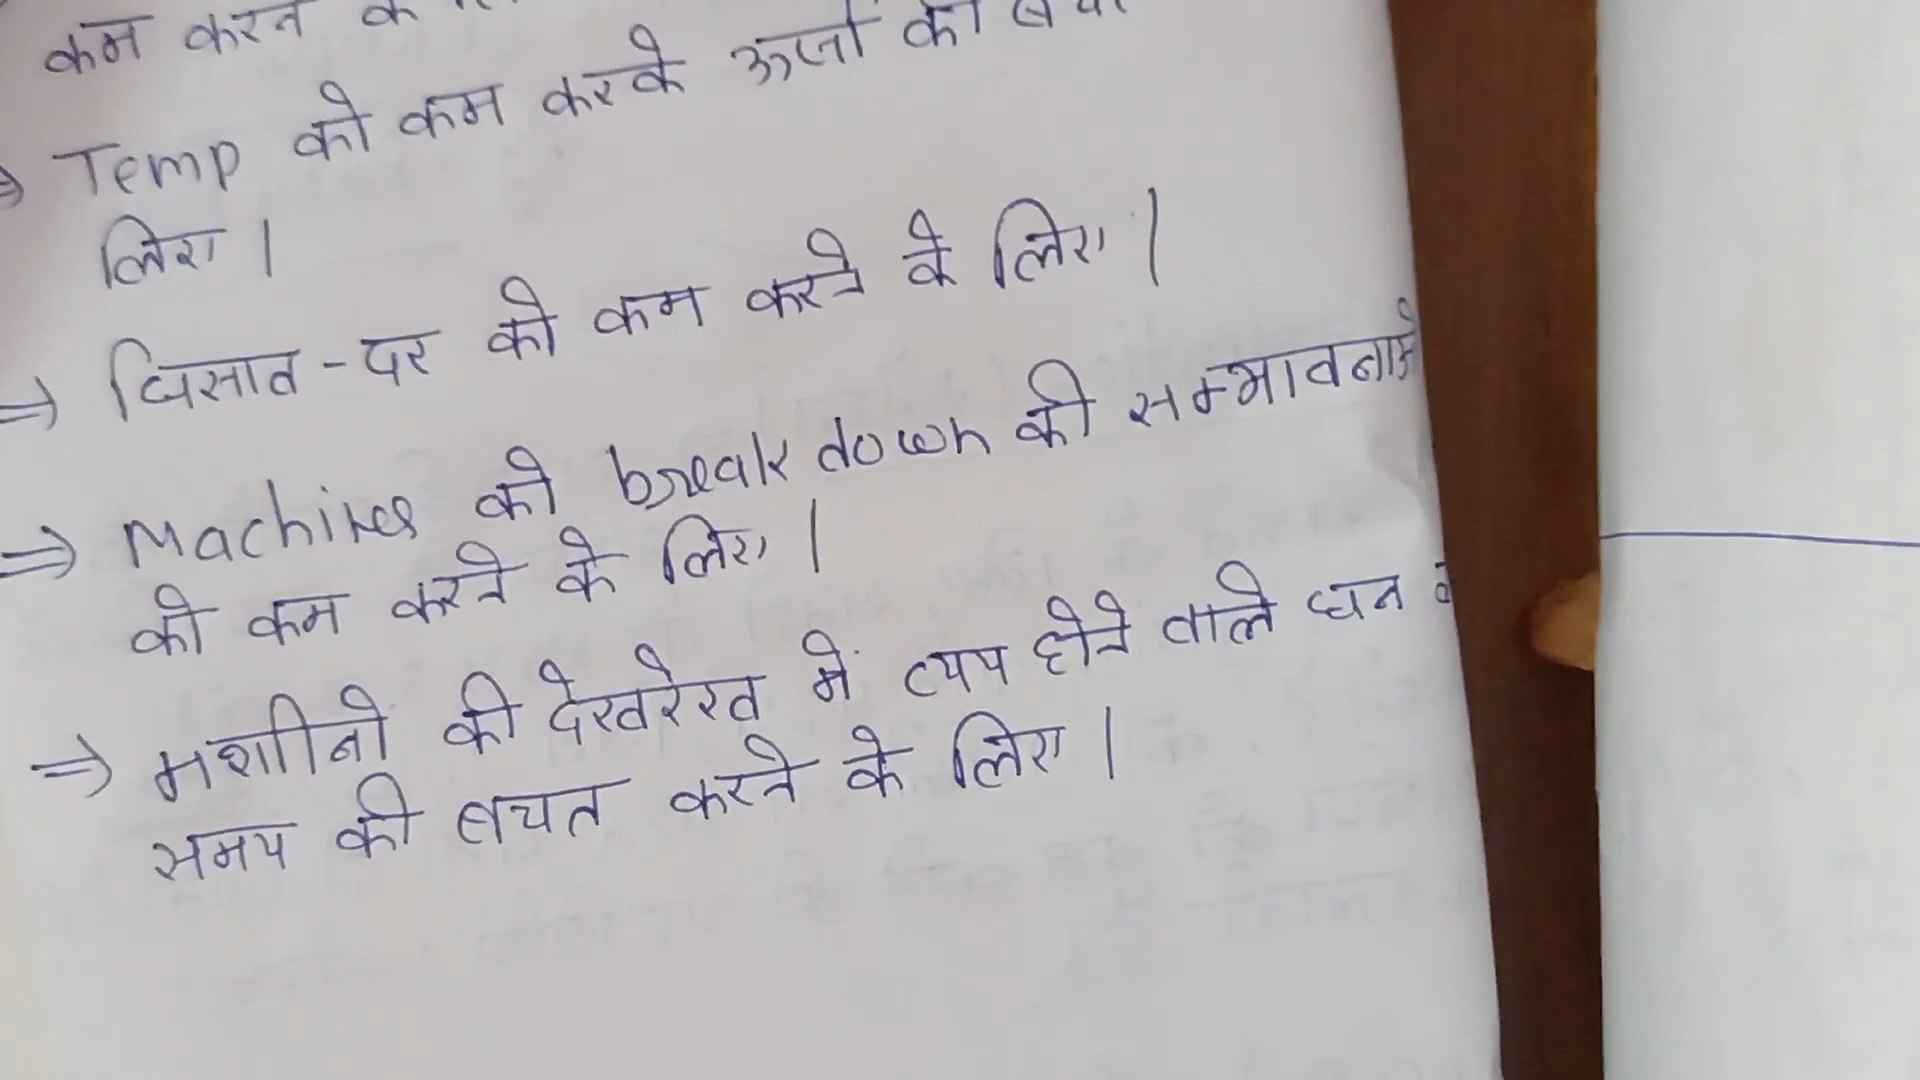 कम करने के
⇒ Temp को कम करके ऊर्जा की
लिए।
⇒ घिसाव-दर को कम करने के लिए।
⇒ Machines को break down की सम्भावनाओ
को कम करने के लिए।
⇒ मशीनो की देखरेख में व्यय होने वाले धन
समय की बचत करने के लिए।